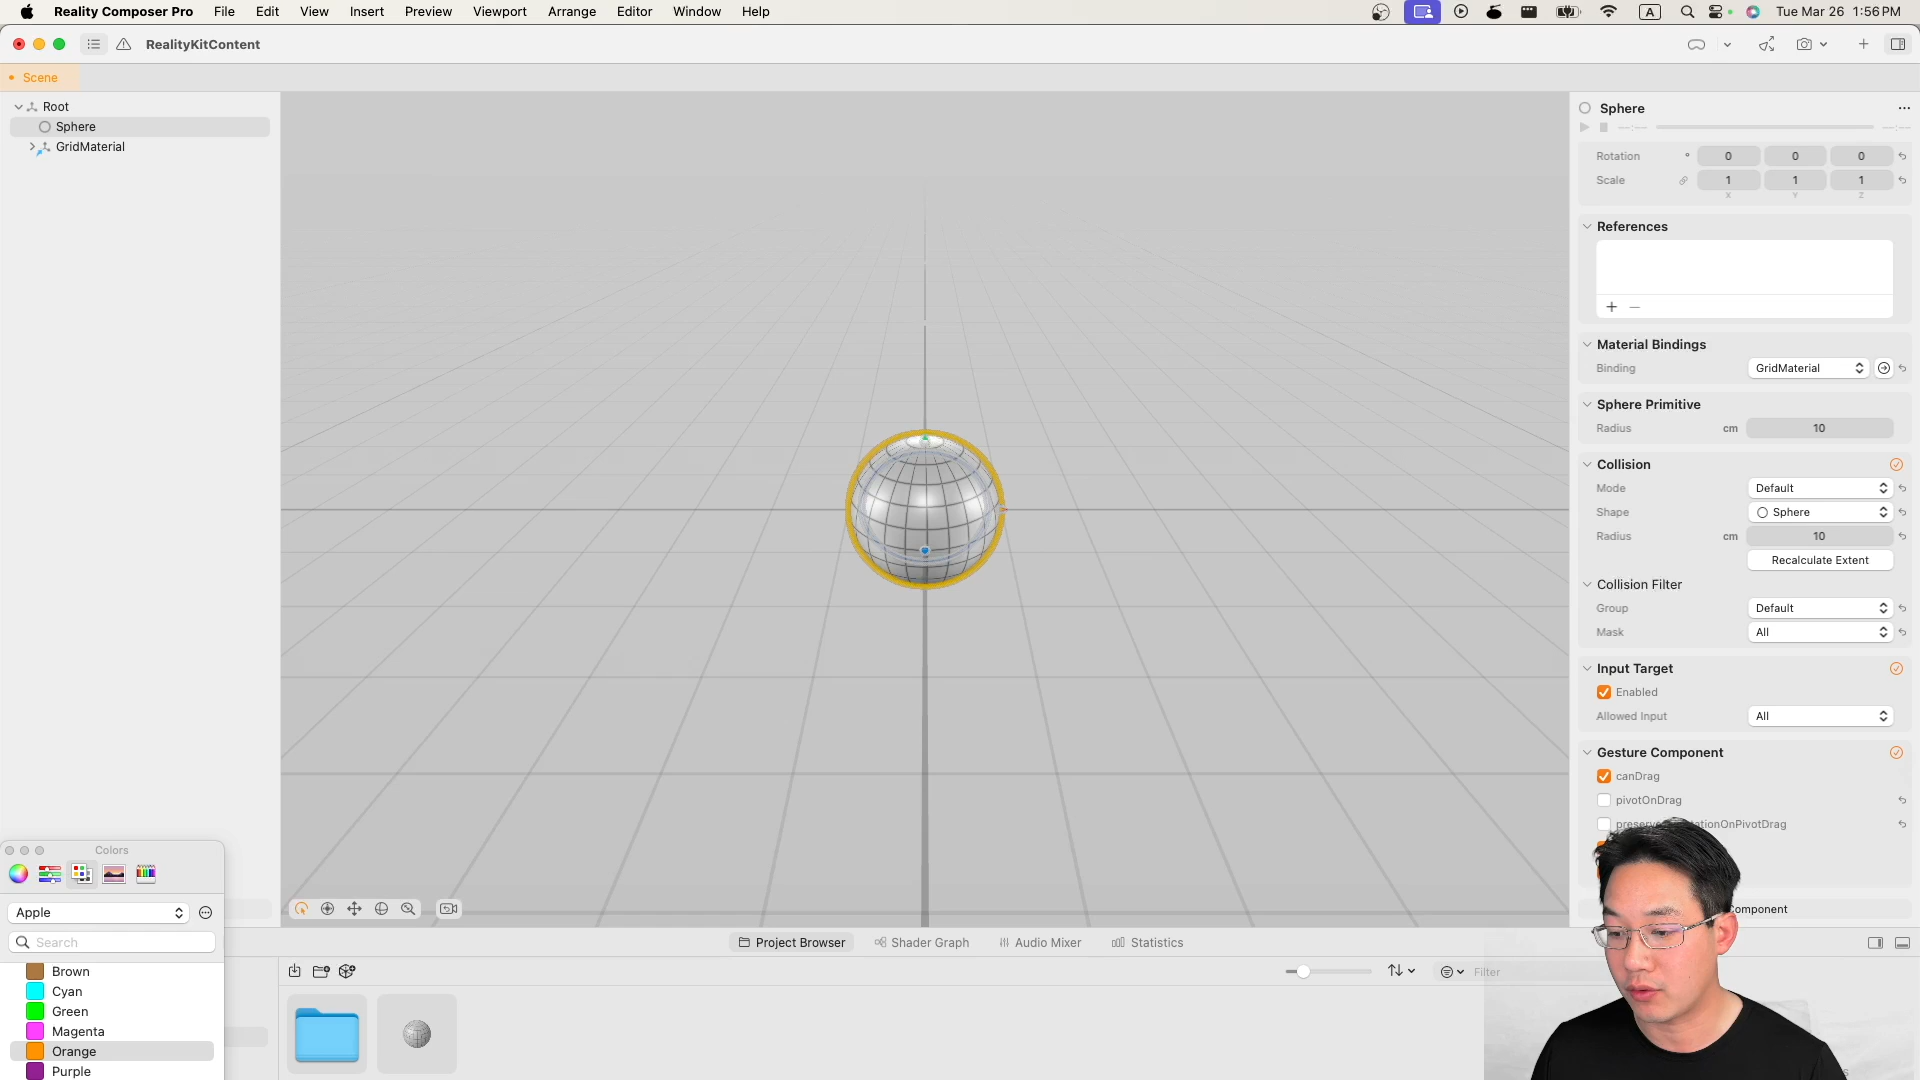 Reality Composer Pro File Edit View Insert Preview Viewport Arrange Editor Window Help A Tue Mar 26 1:56 PM
RealityKitContent
Scene
Root
Sphere
GridMaterial
Sphere
Rotation ° 0 0 0
Scale 1 1 1
X Y Z
References
Material Bindings
Binding GridMaterial
Sphere Primitive
Radius cm 10
Collision
Mode Default
Shape Sphere
Radius cm 10
Recalculate Extent
Collision Filter
Group Default
Mask All
Input Target
Enabled
Allowed Input All
Gesture Component
canDrag
pivotOnDrag
Colors
Apple
Search
Brown
Cyan
Green
Magenta
Orange
Purple
Project Browser Shader Graph Audio Mixer Statistics
Filter